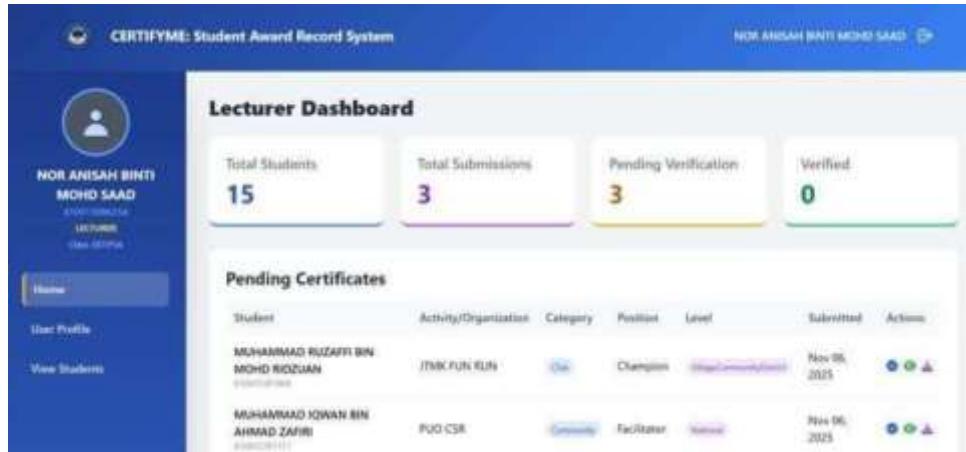 CERTIFYME: Student Award Record System
NOR ANISAH BINTI MOHD SAAD
NOR ANISAH BINTI
MOHD SAAD
LECTURER
Home
User Profile
View Students
Lecturer Dashboard
Total Students
15
Total Submissions
3
Pending Verification
3
Verified
0
Pending Certificates
Student Activity/Organization Category Position Level Submitted Actions
MUHAMMAD RUZAFFI BIN
MOHD RIDZUAN
JTMK FUN RUN
Club
Champion
Nov 06,
2025
MUHAMMAD IQWAN BIN
AHMAD ZAFIRI
PUO CSR
Community
Facilitator
National
Nov 06,
2025